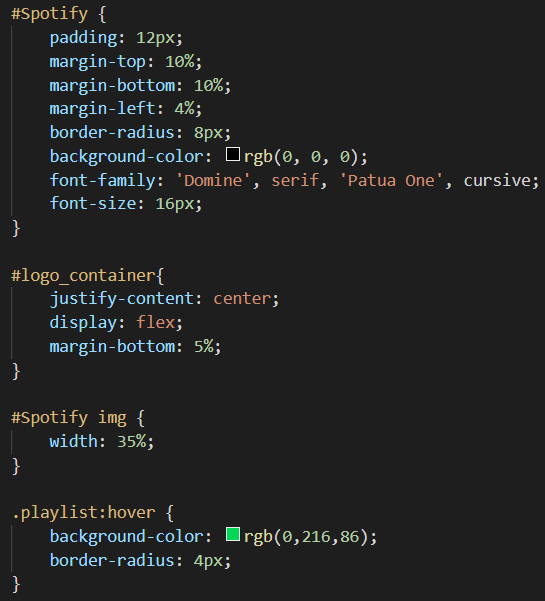 #Spotify {
    padding: 12px;
    margin-top: 10%;
    margin-bottom: 10%;
    margin-left: 4%;
    border-radius: 8px;
    background-color: rgb(0, 0, 0);
    font-family: 'Domine', serif, 'Patua One', cursive;
    font-size: 16px;
}

#logo_container{
    justify-content: center;
    display: flex;
    margin-bottom: 5%;
}

#Spotify img {
    width: 35%;
}

.playlist:hover {
    background-color: rgb(0,216,86);
    border-radius: 4px;
}